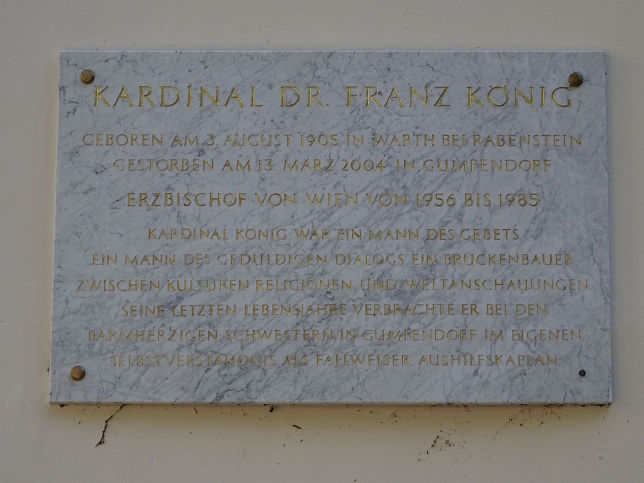 KARDINAL DR. FRANZ KÖNIG
GEBOREN AM 3. AUGUST 1905 IN WARTH BEI RABENSTEIN
GESTORBEN AM 13. MÄRZ 2004 IN GUMPENDORF
ERZBISCHOF VON WIEN VON 1956 BIS 1985
KARDINAL KÖNIG WAR EIN MANN DES GEBETS
EIN MANN DES GEDULDIGEN DIALOGS EIN BRÜCKENBAUER
ZWISCHEN KULTUREN RELIGIONEN UND WELTANSCHAUUNGEN
SEINE LETZTEN LEBENSJAHRE VERBRACHTE ER BEI DEN
BARMHERZIGEN SCHWESTERN IN GUMPENDORF IM EIGENEN
SELBSTVERSTÄNDNIS ALS FALLWEISER AUSHILFSKAPLAN